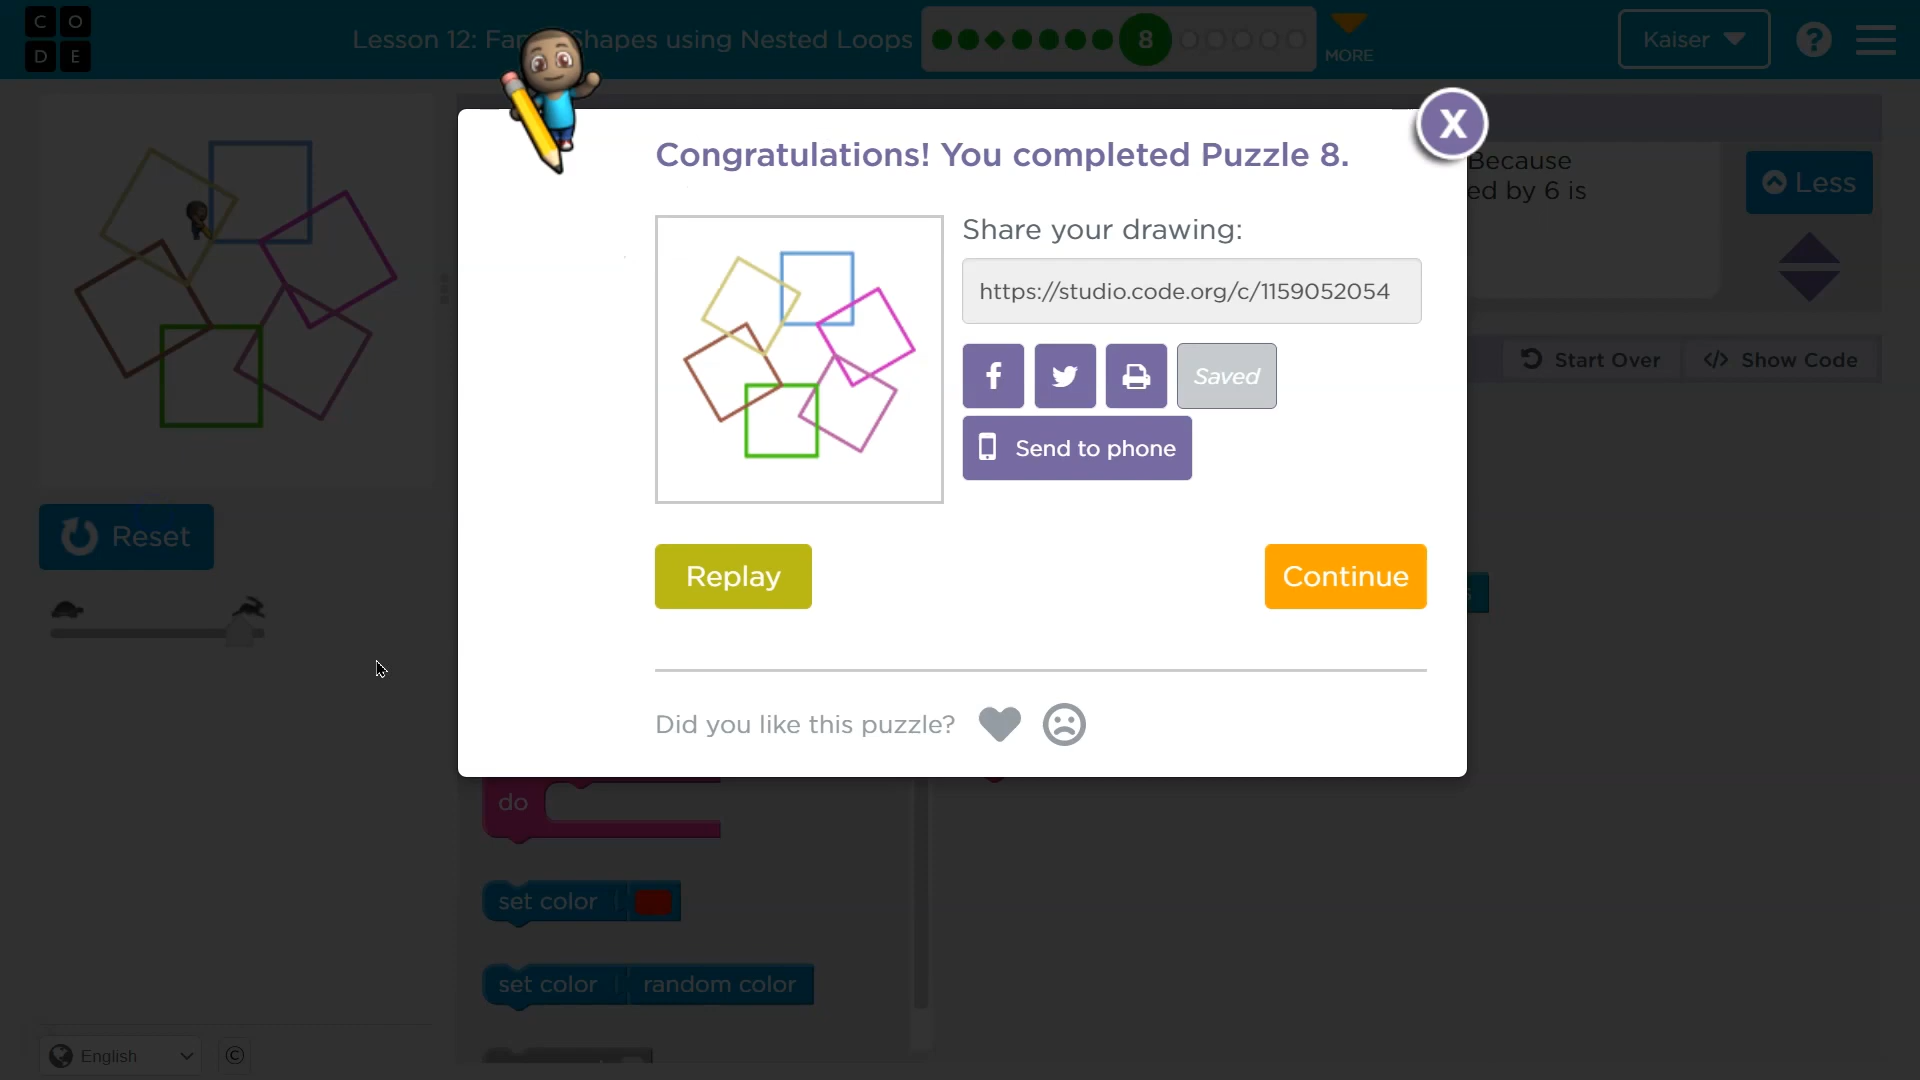 C O
D E
Lesson 12: Fan Shapes using Nested Loops
8
MORE
Kaiser
?
X
Congratulations! You completed Puzzle 8.
Because
ed by 6 is
Less
Share your drawing:
https://studio.code.org/c/1159052054
Saved
Start Over
Show Code
Send to phone
Reset
Replay
Continue
Did you like this puzzle?
do
set color
set color random color
English
©